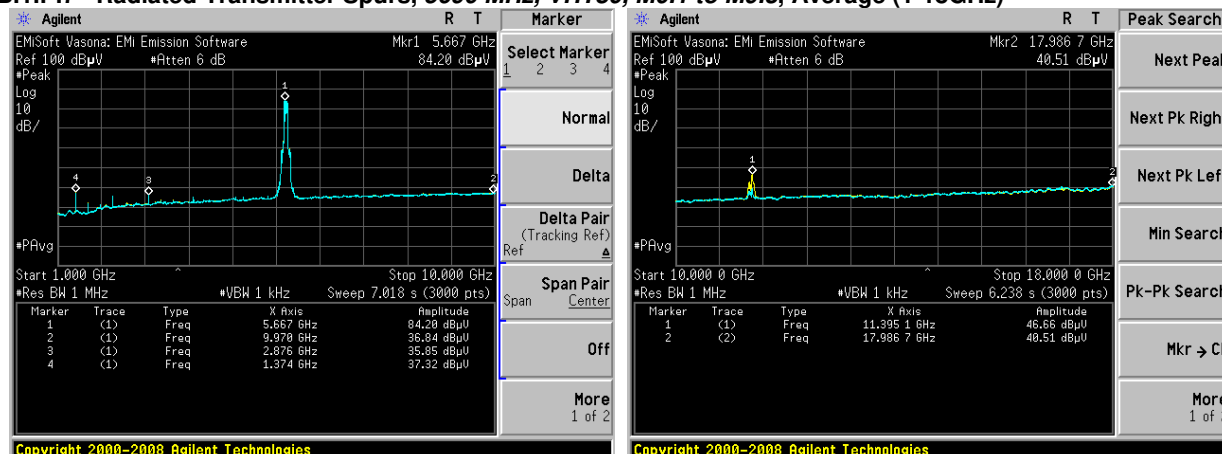 Radiated Transmitter Spurs,
Average (1-18GHz)
Agilent R T
EMiSoft Vasona: EMi Emission Software Mkr1 5.667 GHz
Ref 100 dBµV #Atten 6 dB 84.20 dBµV
#Peak
Log
10
dB/
1
4
3
2
#PAvg
Start 1.000 GHz ^ Stop 10.000 GHz
#Res BW 1 MHz #VBW 1 kHz Sweep 7.018 s (3000 pts)
Marker Trace Type X Axis Amplitude
1 (1) Freq 5.667 GHz 84.20 dBµV
2 (1) Freq 9.970 GHz 36.84 dBµV
3 (1) Freq 2.876 GHz 35.85 dBµV
4 (1) Freq 1.374 GHz 37.32 dBµV
Copyright 2000-2008 Agilent Technologies
Marker
Select Marker
1 2 3 4
Normal
Delta
Delta Pair
(Tracking Ref)
Ref Δ
Span Pair
Span Center
Off
More
1 of 2
Agilent R T
EMiSoft Vasona: EMi Emission Software Mkr2 17.986 7 GHz
Ref 100 dBµV #Atten 6 dB 40.51 dBµV
#Peak
Log
10
dB/
1
2
#PAvg
Start 10.000 0 GHz ^ Stop 18.000 0 GHz
#Res BW 1 MHz #VBW 1 kHz Sweep 6.238 s (3000 pts)
Marker Trace Type X Axis Amplitude
1 (1) Freq 11.395 1 GHz 46.66 dBµV
2 (2) Freq 17.986 7 GHz 40.51 dBµV
Copyright 2000-2008 Agilent Technologies
Peak Search
Next Peak
Next Pk Righ
Next Pk Lef
Min Search
Pk-Pk Search
Mkr → C
More
1 of